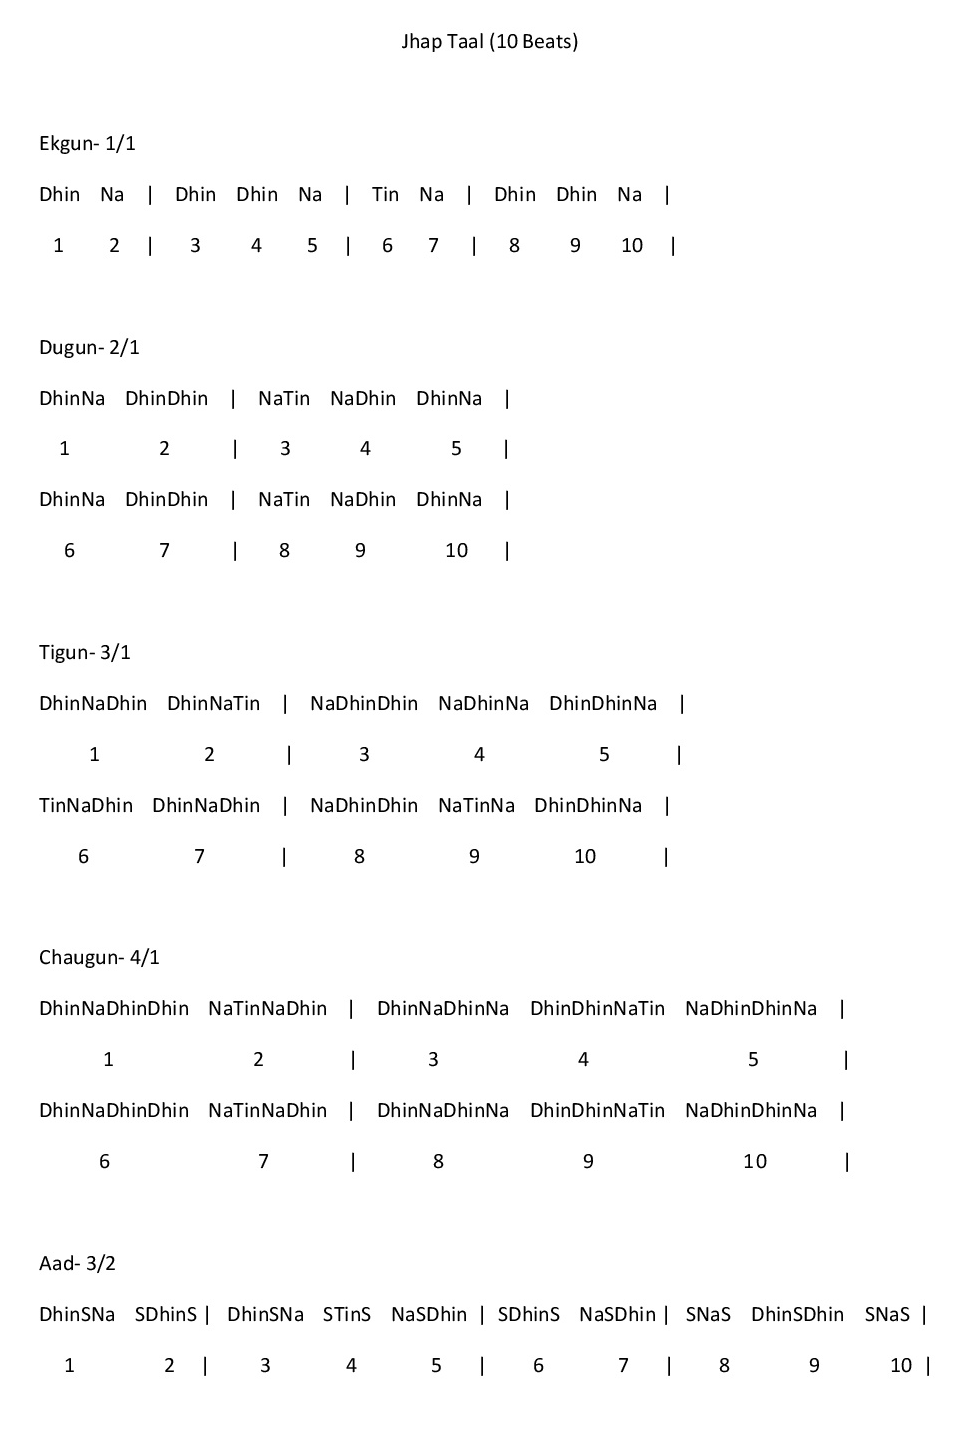 Jhap Taal (10 Beats)
Ekgun- 1/1
Dhin Na | Dhin Dhin Na | Tin Na | Dhin Dhin Na |
1 2 | 3 4 5 | 6 7 | 8 9 10 |
Dugun- 2/1
DhinNa DhinDhin | NaTin NaDhin DhinNa |
1 2 | 3 4 5 |
DhinNa DhinDhin | NaTin NaDhin DhinNa |
6 7 | 8 9 10 |
Tigun- 3/1
DhinNaDhin DhinNaTin | NaDhinDhin NaDhinNa DhinDhinNa |
1 2 | 3 4 5 |
TinNaDhin DhinNaDhin | NaDhinDhin NaTinNa DhinDhinNa |
6 7 | 8 9 10 |
Chaugun- 4/1
DhinNaDhinDhin NaTinNaDhin | DhinNaDhinNa DhinDhinNaTin NaDhinDhinNa |
1 2 | 3 4 5 |
DhinNaDhinDhin NaTinNaDhin | DhinNaDhinNa DhinDhinNaTin NaDhinDhinNa |
6 7 | 8 9 10 |
Aad- 3/2
DhinSNa SDhinS | DhinSNa STinS NaSDhin | SDhinS NaSDhin | SNaS DhinSDhin SNaS |
1 2 | 3 4 5 | 6 7 | 8 9 10 |